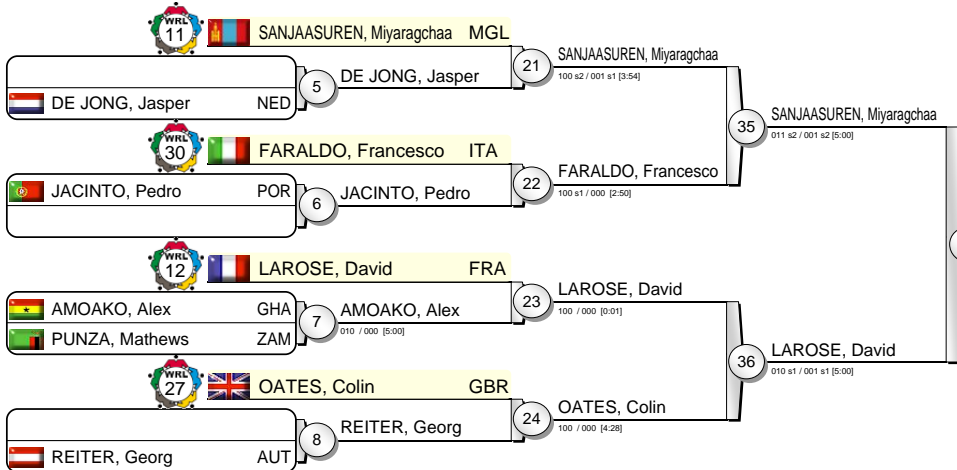 WRL
11
SANJAASUREN, Miyaragchaa MGL
21
SANJAASUREN, Miyaragchaa
100 s2 / 001 s1 [3:54]
5
DE JONG, Jasper
DE JONG, Jasper NED
35
SANJAASUREN, Miyaragchaa
011 s2 / 001 s2 [5:00]
WRL
30
FARALDO, Francesco ITA
22
FARALDO, Francesco
100 s1 / 000 [2:50]
JACINTO, Pedro POR
6
JACINTO, Pedro
WRL
12
LAROSE, David FRA
23
LAROSE, David
100 / 000 [0:01]
AMOAKO, Alex GHA
7
AMOAKO, Alex
010 / 000 [5:00]
PUNZA, Mathews ZAM
36
LAROSE, David
010 s1 / 001 s1 [5:00]
WRL
27
OATES, Colin GBR
24
OATES, Colin
100 / 000 [4:28]
8
REITER, Georg
REITER, Georg AUT